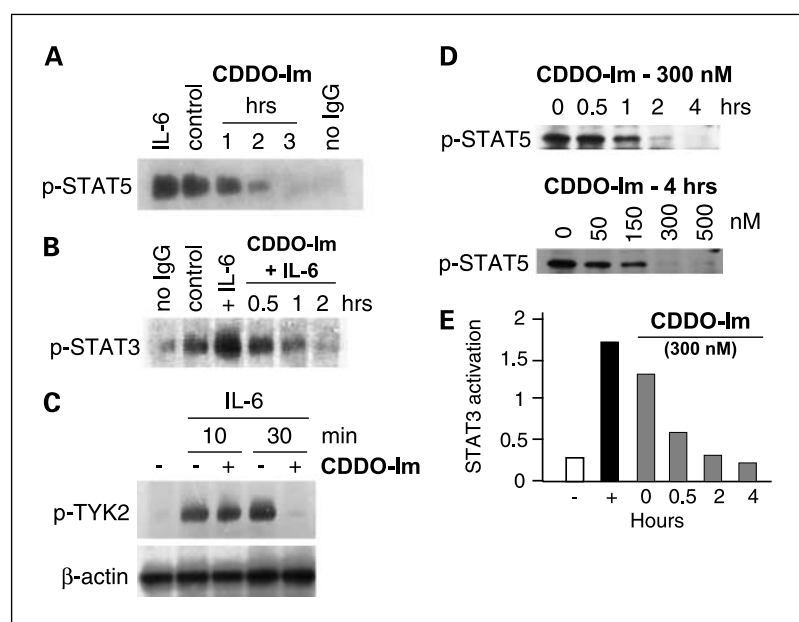 A
CDDO-Im
hrs
IL-6 control 1 2 3 no IgG
p-STAT5
B
CDDO-Im
+ IL-6
no IgG control + IL-6 0.5 1 2 hrs
p-STAT3
C
IL-6
10 30 min
- - + - + CDDO-Im
p-TYK2
β-actin
D
CDDO-Im - 300 nM
0 0.5 1 2 4 hrs
p-STAT5
CDDO-Im - 4 hrs
0 50 150 300 500 nM
p-STAT5
E
CDDO-Im
(300 nM)
STAT3 activation
2
1.5
1
0.5
0
- + 0 0.5 2 4
Hours